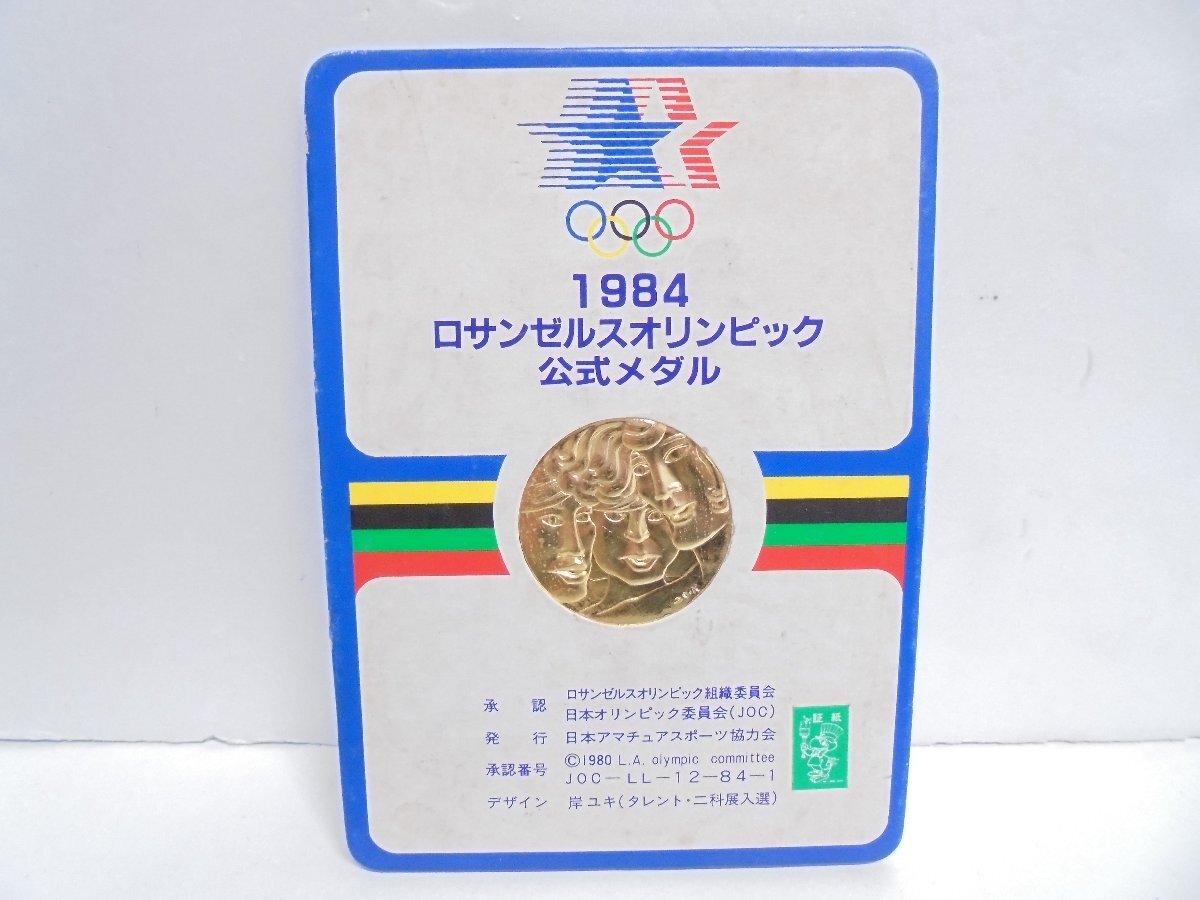 1984
ロサンゼルスオリンピック
公式メダル
承認 ロサンゼルスオリンピック組織委員会
日本オリンピック委員会(JOC)
発行 日本アマチュアスポーツ協力会
承認番号 ©1980 L.A. olympic committee
JOC-LL-12-84-1
デザイン 岸ユキ(タレント・二科展入選)
証紙